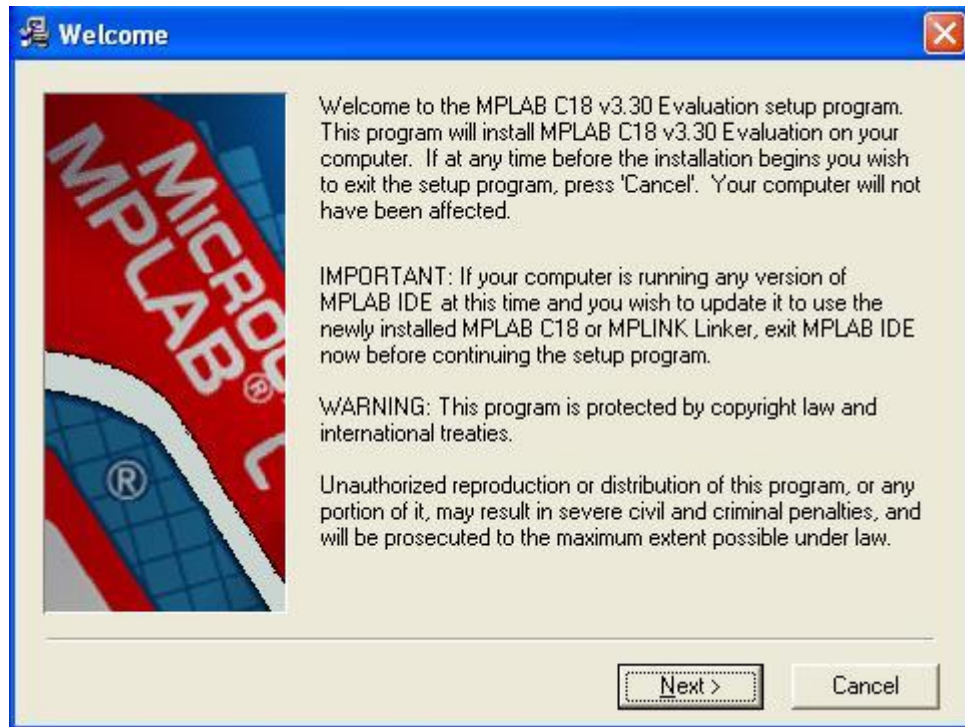 Welcome
MICRO
MPLAB®
C
®
Welcome to the MPLAB C18 v3.30 Evaluation setup program.
This program will install MPLAB C18 v3.30 Evaluation on your
computer. If at any time before the installation begins you wish
to exit the setup program, press 'Cancel'. Your computer will not
have been affected.
IMPORTANT: If your computer is running any version of
MPLAB IDE at this time and you wish to update it to use the
newly installed MPLAB C18 or MPLINK Linker, exit MPLAB IDE
now before continuing the setup program.
WARNING: This program is protected by copyright law and
international treaties.
Unauthorized reproduction or distribution of this program, or any
portion of it, may result in severe civil and criminal penalties, and
will be prosecuted to the maximum extent possible under law.
Next >
Cancel